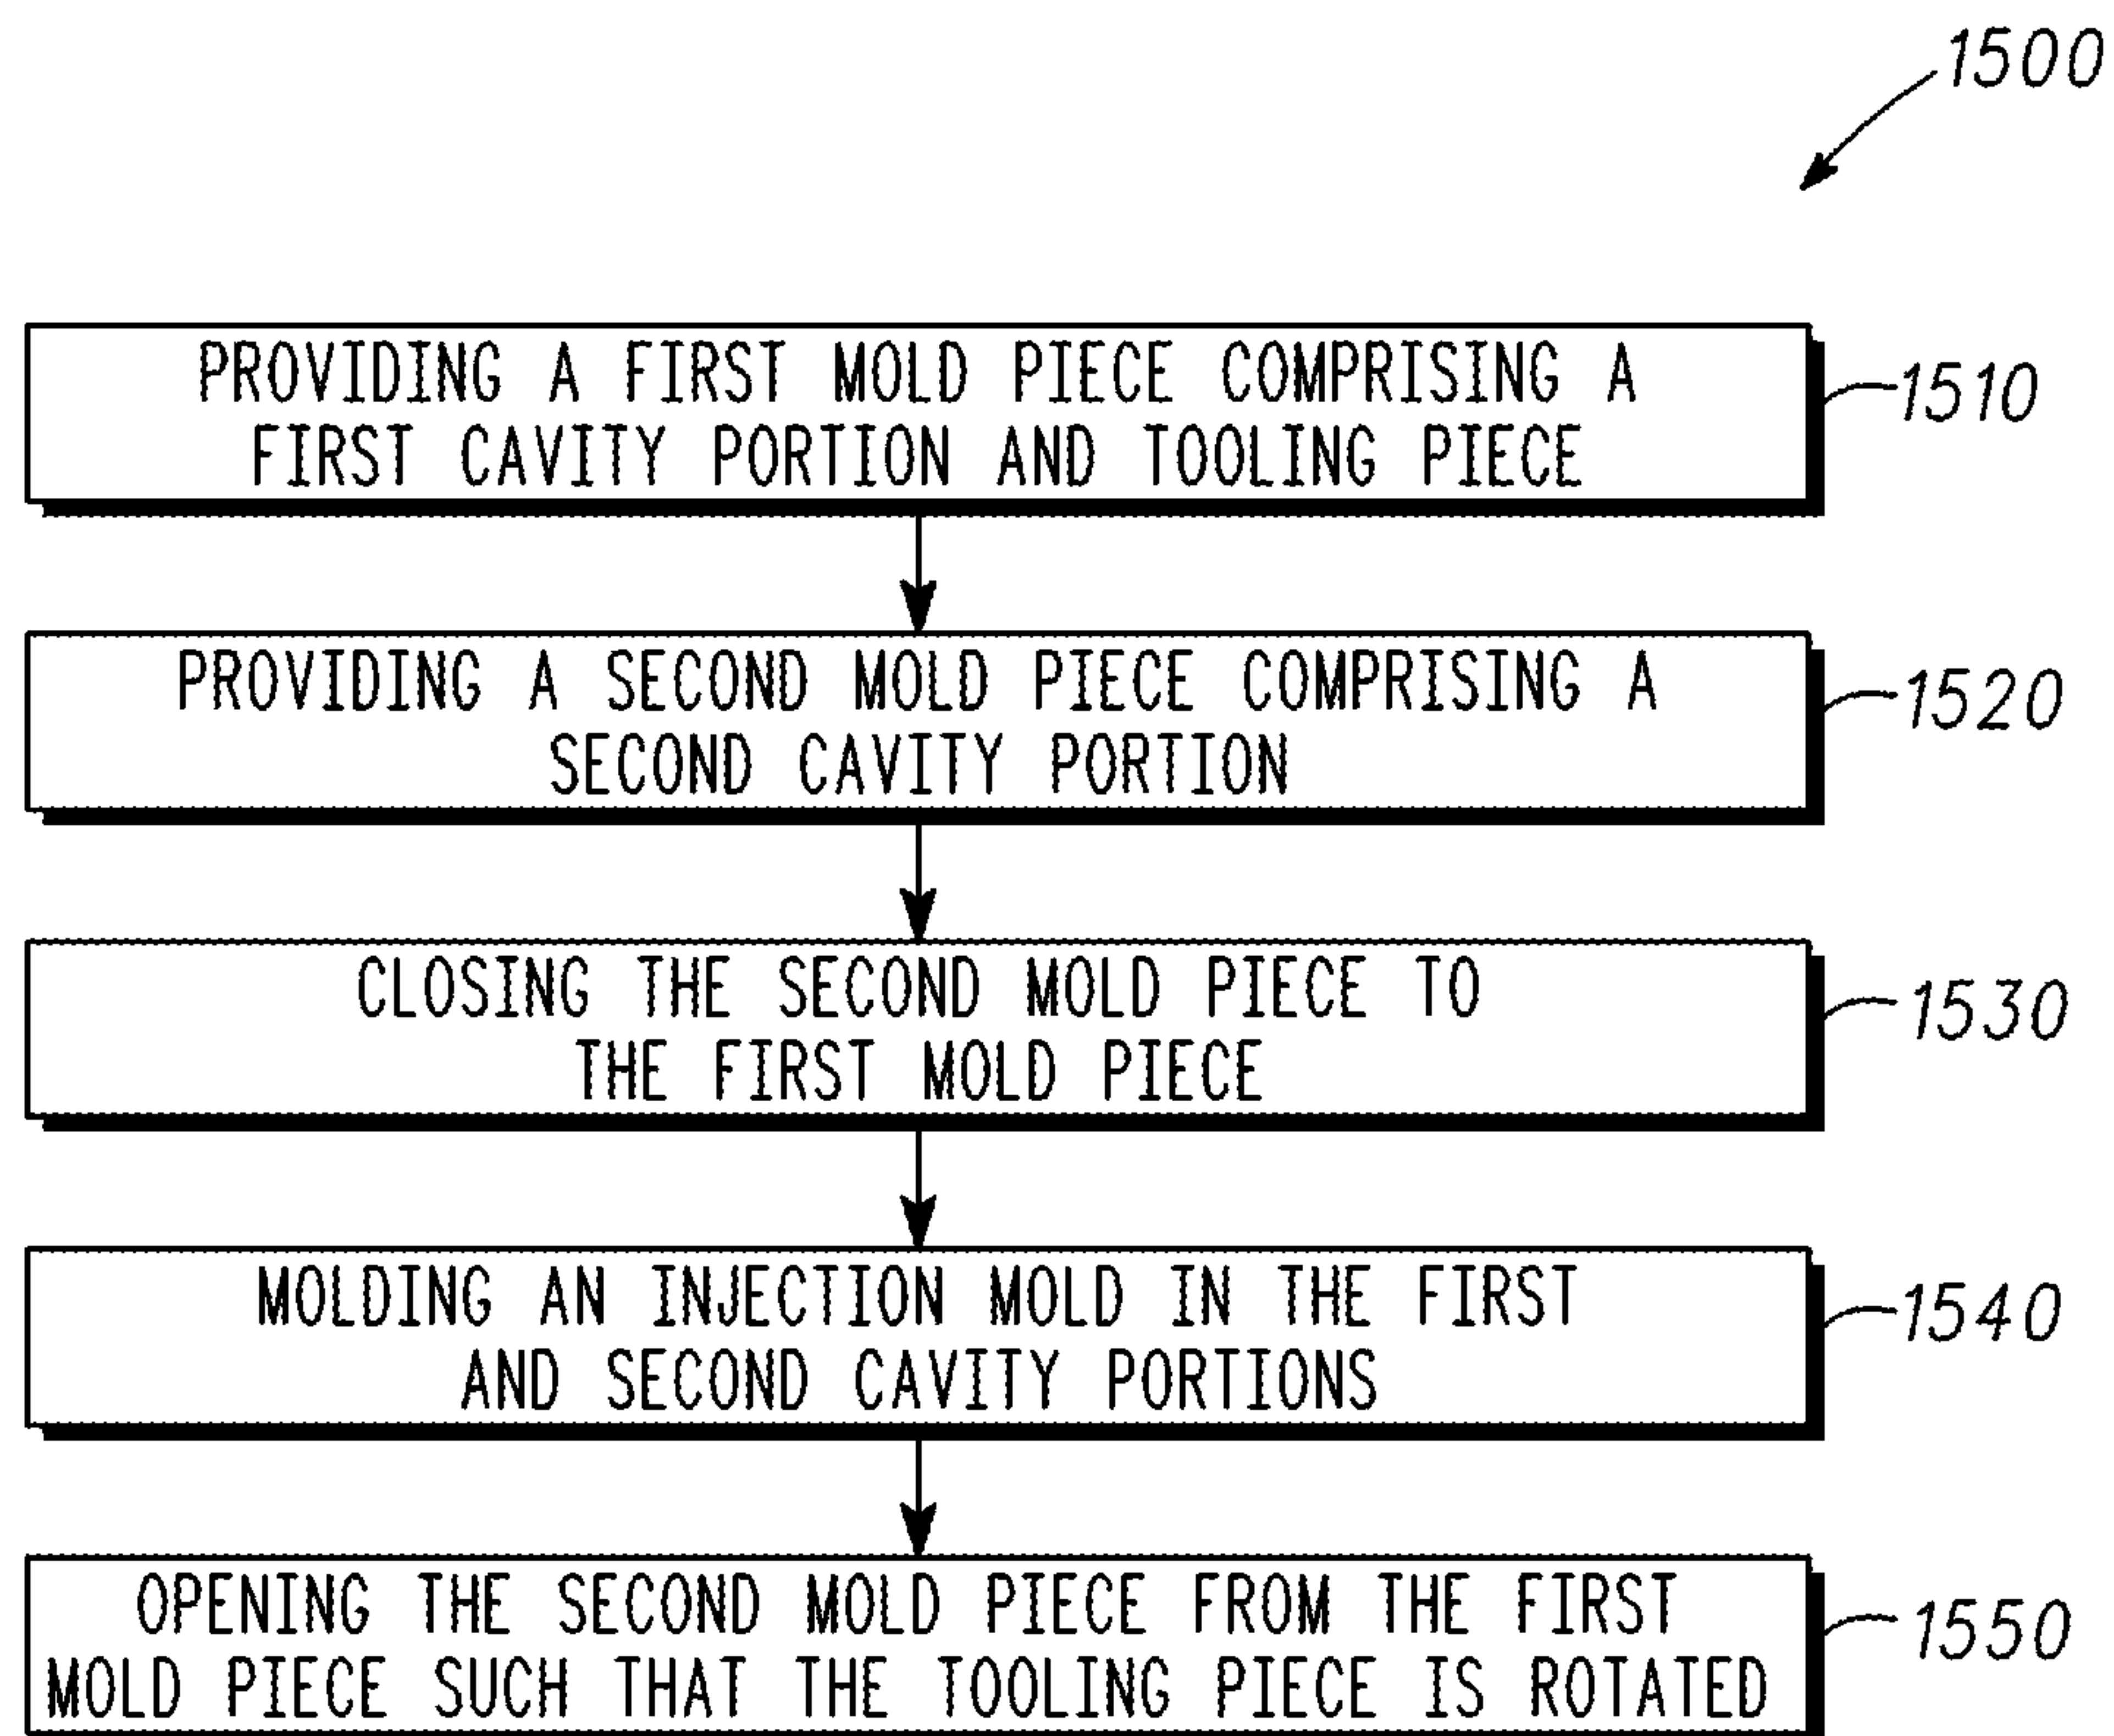 1500
PROVIDING A FIRST MOLD PIECE COMPRISING A
FIRST CAVITY PORTION AND TOOLING PIECE
1510
PROVIDING A SECOND MOLD PIECE COMPRISING A
SECOND CAVITY PORTION
1520
CLOSING THE SECOND MOLD PIECE TO
THE FIRST MOLD PIECE
1530
MOLDING AN INJECTION MOLD IN THE FIRST
AND SECOND CAVITY PORTIONS
1540
OPENING THE SECOND MOLD PIECE FROM THE FIRST
MOLD PIECE SUCH THAT THE TOOLING PIECE IS ROTATED
1550